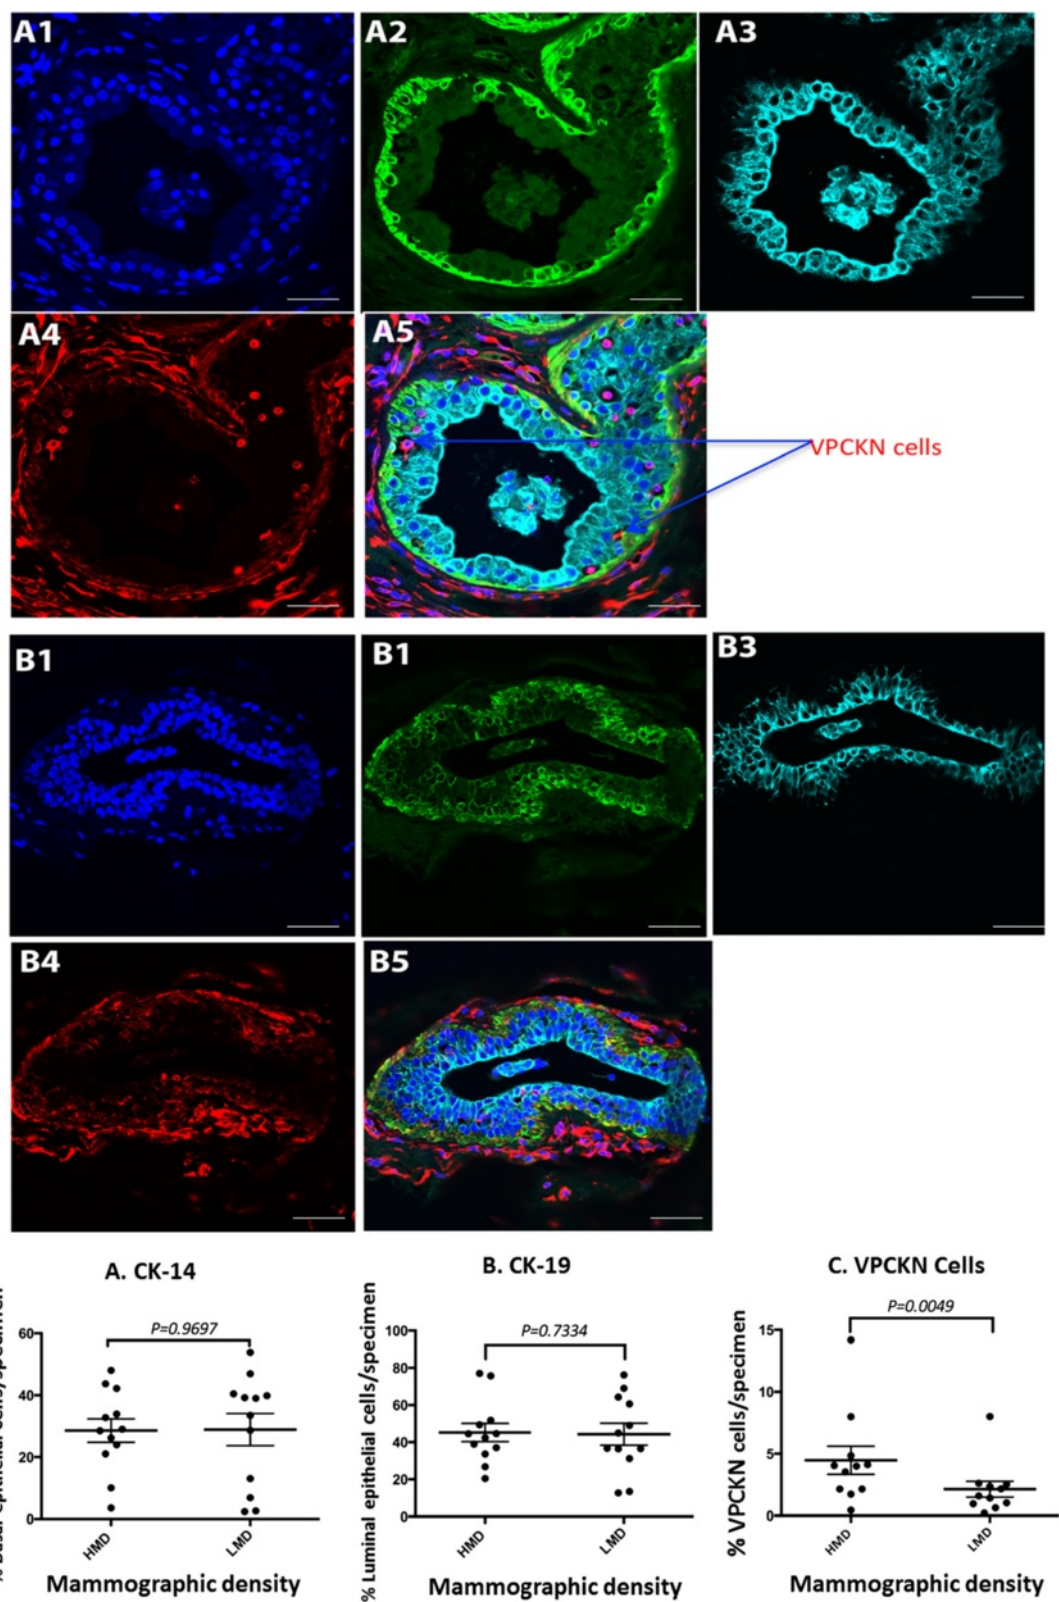 A1
A2
A3
A4
A5
VPCKN cells
B1
B1
B3
B4
B5
A. CK-14
B. CK-19
C. VPCKN Cells
P=0.9697
P=0.7334
P=0.0049
epithelial cells/specimen
60
40
20
0
HMD
LMD
Mammographic density
% Luminal epithelial cells/specimen
100
80
60
40
20
0
HMD
LMD
Mammographic density
% VPCKN cells/specimen
15
10
5
0
HMD
LMD
Mammographic density